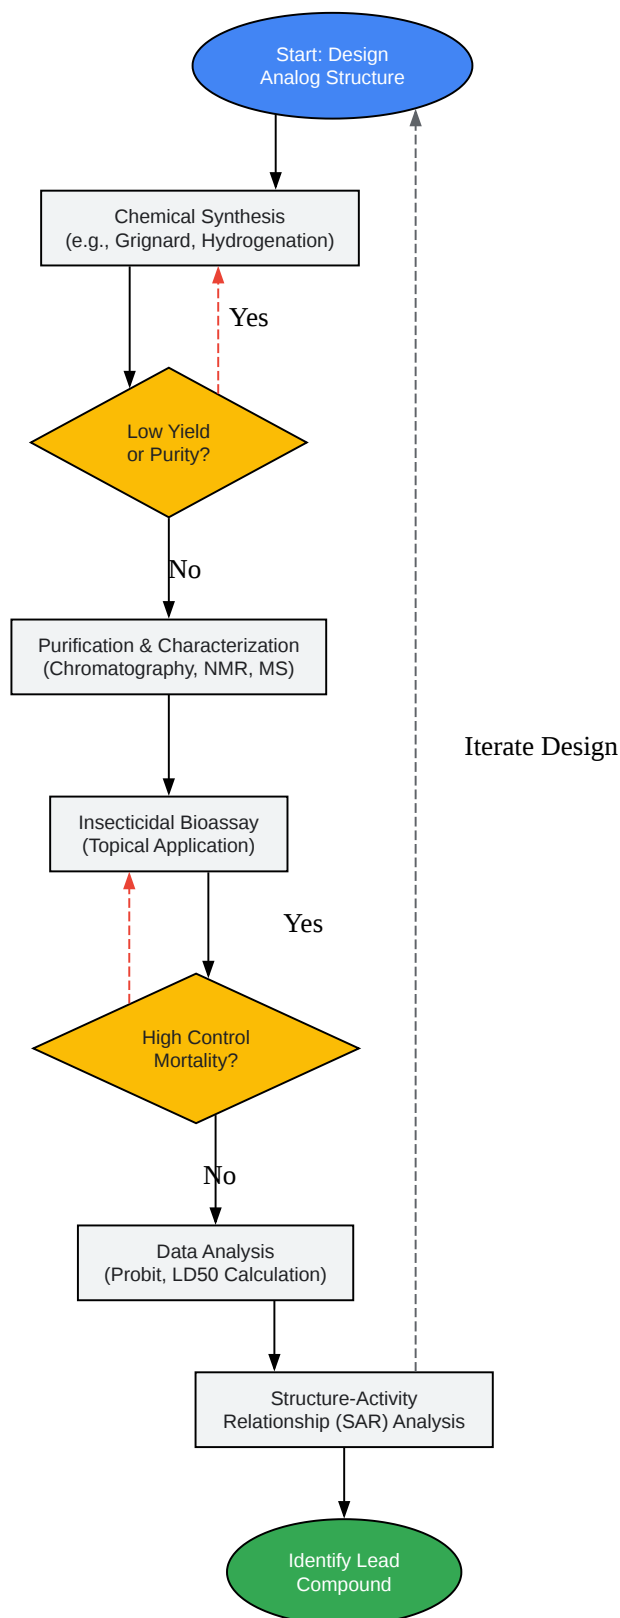 Start: Design
Analog Structure
Chemical Synthesis
(e.g., Grignard, Hydrogenation)
Yes
Low Yield
or Purity?
No
Purification & Characterization
(Chromatography, NMR, MS)
Iterate Design
Insecticidal Bioassay
(Topical Application)
Yes
High Control
Mortality?
No
Data Analysis
(Probit, LD50 Calculation)
Structure-Activity
Relationship (SAR) Analysis
Identify Lead
Compound